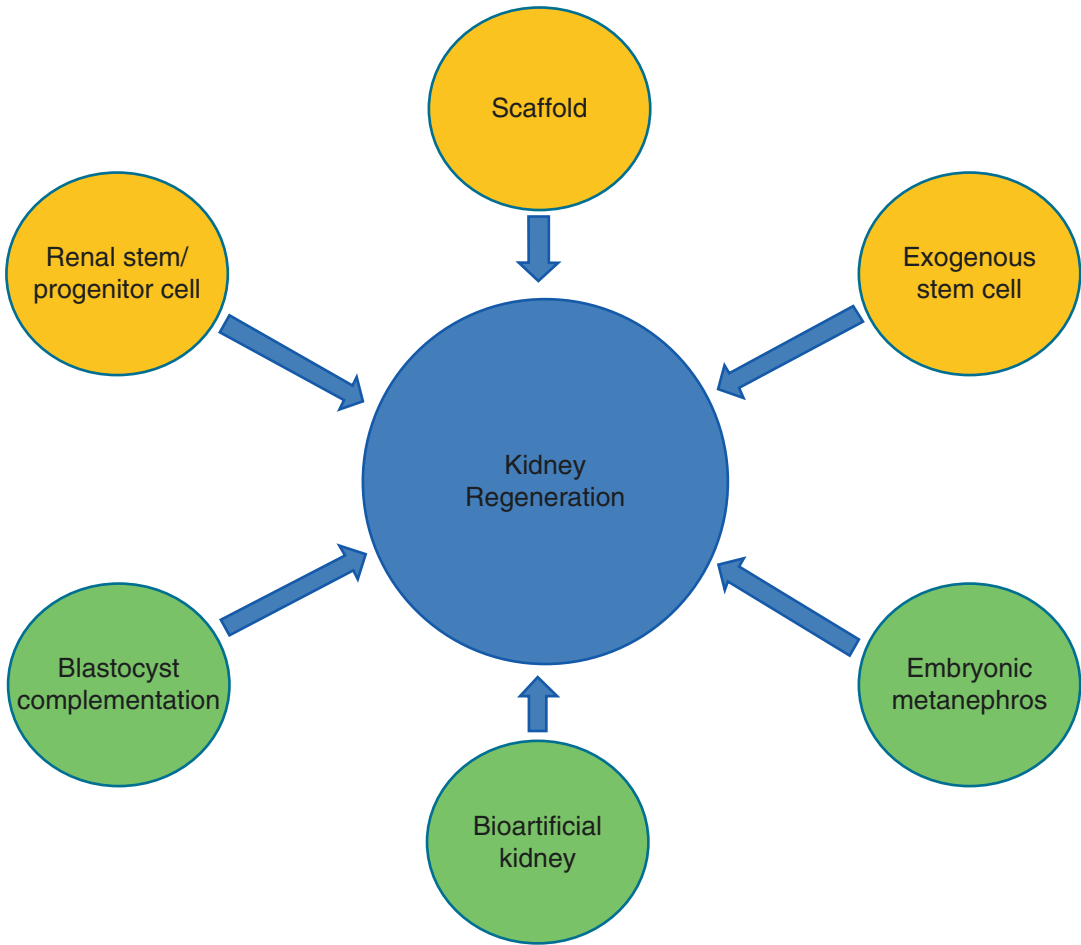 Scaffold
Renal stem/
progenitor cell
Exogenous
stem cell
Kidney
Regeneration
Blastocyst
complementation
Embryonic
metanephros
Bioartificial
kidney